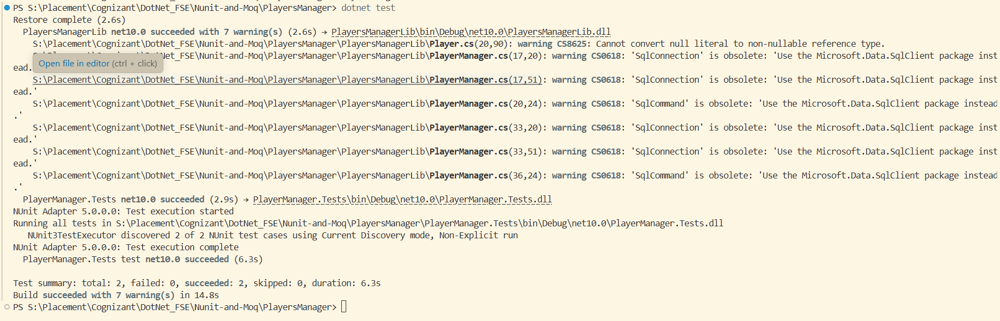 PS S:\Placement\Cognizant\DotNet_FSE\Nunit-and-Moq\PlayersManager> dotnet test
Restore complete (2.6s)
PlayersManagerLib net10.0 succeeded with 7 warning(s) (2.6s) → PlayersManagerLib\bin\Debug\net10.0\PlayersManagerLib.dll
S:\Placement\Cognizant\DotNet_FSE\Nunit-and-Moq\PlayersManager\PlayersManagerLib\Player.cs(20,90): warning CS8625: Cannot convert null literal to non-nullable reference type.
Net_FSE\Nunit-and-Moq\PlayersManager\PlayersManagerLib\PlayerManager.cs(17,20): warning CS0618: 'SqlConnection' is obsolete: 'Use the Microsoft.Data.SqlClient package inst
ead.
Open file in editor (ctrl + click)
S:\Placement\Cognizant\DotNet_FSE\Nunit-and-Moq\PlayersManager\PlayersManagerLib\PlayerManager.cs(17,51): warning CS0618: 'SqlConnection' is obsolete: 'Use the Microsoft.Data.SqlClient package inst
ead.'
S:\Placement\Cognizant\DotNet_FSE\Nunit-and-Moq\PlayersManager\PlayersManagerLib\PlayerManager.cs(20,24): warning CS0618: 'SqlCommand' is obsolete: 'Use the Microsoft.Data.SqlClient package instead
.'
S:\Placement\Cognizant\DotNet_FSE\Nunit-and-Moq\PlayersManager\PlayersManagerLib\PlayerManager.cs(33,20): warning CS0618: 'SqlConnection' is obsolete: 'Use the Microsoft.Data.SqlClient package inst
ead.'
S:\Placement\Cognizant\DotNet_FSE\Nunit-and-Moq\PlayersManager\PlayersManagerLib\PlayerManager.cs(33,51): warning CS0618: 'SqlConnection' is obsolete: 'Use the Microsoft.Data.SqlClient package inst
ead.'
S:\Placement\Cognizant\DotNet_FSE\Nunit-and-Moq\PlayersManager\PlayersManagerLib\PlayerManager.cs(36,24): warning CS0618: 'SqlCommand' is obsolete: 'Use the Microsoft.Data.SqlClient package instead
.'
PlayerManager.Tests net10.0 succeeded (2.9s) → PlayerManager.Tests\bin\Debug\net10.0\PlayerManager.Tests.dll
NUnit Adapter 5.0.0.0: Test execution started
Running all tests in S:\Placement\Cognizant\DotNet_FSE\Nunit-and-Moq\PlayersManager\PlayerManager.Tests\bin\Debug\net10.0\PlayerManager.Tests.dll
NUnit3TestExecutor discovered 2 of 2 NUnit test cases using Current Discovery mode, Non-Explicit run
NUnit Adapter 5.0.0.0: Test execution complete
PlayerManager.Tests test net10.0 succeeded (6.3s)
Test summary: total: 2, failed: 0, succeeded: 2, skipped: 0, duration: 6.3s
Build succeeded with 7 warning(s) in 14.8s
PS S:\Placement\Cognizant\DotNet_FSE\Nunit-and-Moq\PlayersManager>